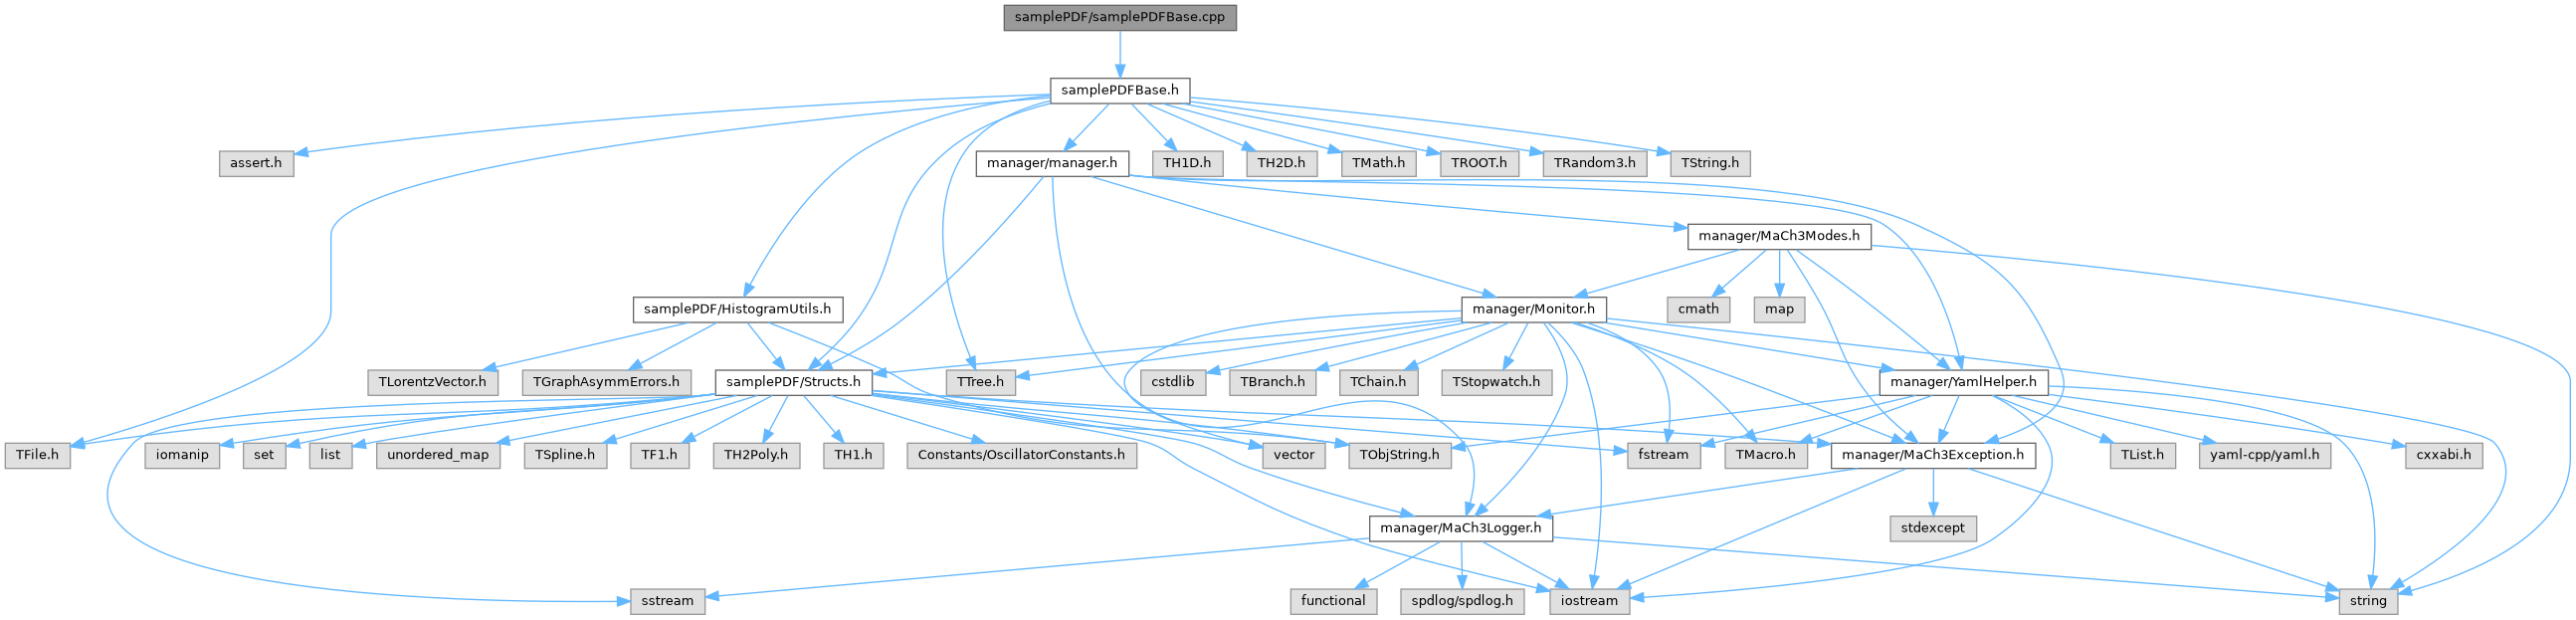 samplePDF/samplePDFBase.cpp
samplePDFBase.h
assert.h
manager/manager.h
TH1D.h
TH2D.h
TMath.h
TROOT.h
TRandom3.h
TString.h
manager/MaCh3Modes.h
samplePDF/HistogramUtils.h
manager/Monitor.h
cmath
map
TLorentzVector.h
TGraphAsymmErrors.h
samplePDF/Structs.h
TTree.h
cstdlib
TBranch.h
TChain.h
TStopwatch.h
manager/YamlHelper.h
TFile.h
iomanip
set
list
unordered_map
TSpline.h
TF1.h
TH2Poly.h
TH1.h
Constants/OscillatorConstants.h
vector
TObjString.h
fstream
TMacro.h
manager/MaCh3Exception.h
TList.h
yaml-cpp/yaml.h
cxxabi.h
manager/MaCh3Logger.h
stdexcept
sstream
functional
spdlog/spdlog.h
iostream
string